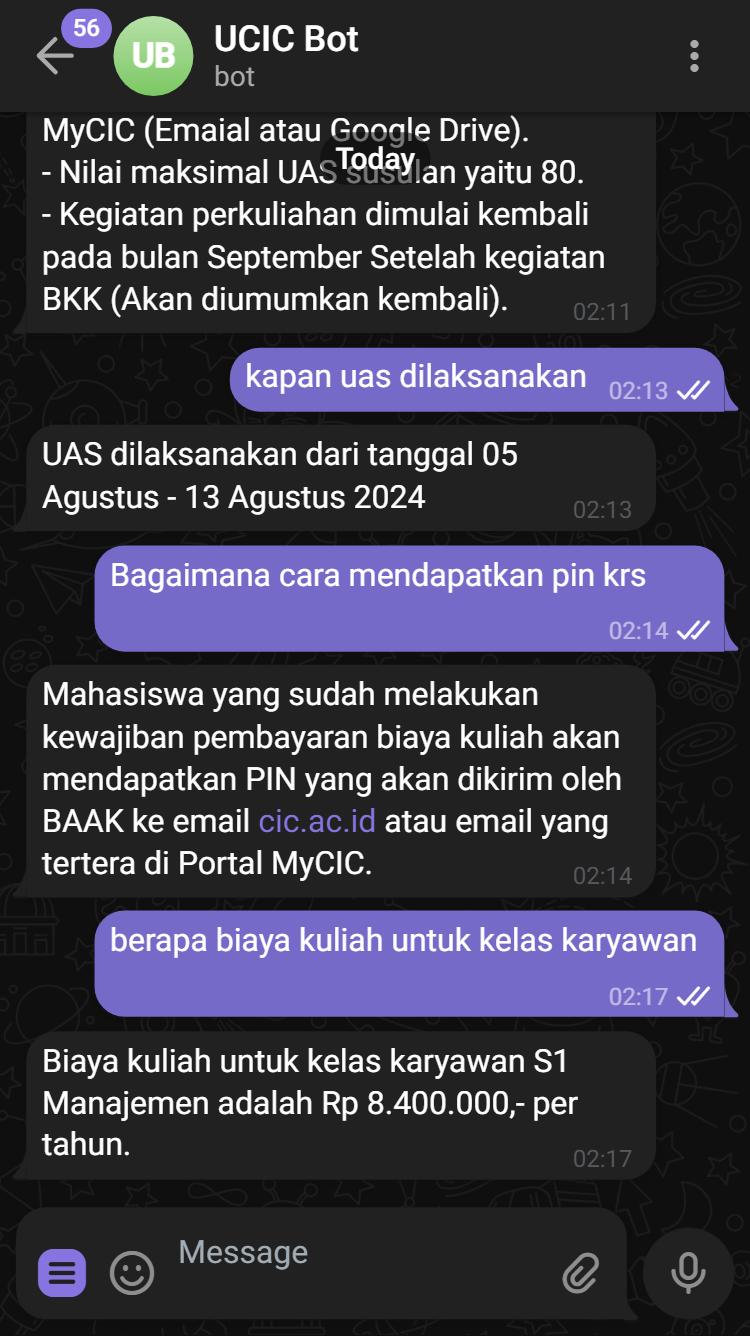 56
UB
UCIC Bot
bot
MyCIC (Emaial atau Google Drive).
Today
- Nilai maksimal UAS susulan yaitu 80.
- Kegiatan perkuliahan dimulai kembali
pada bulan September Setelah kegiatan
BKK (Akan diumumkan kembali).
02:11
kapan uas dilaksanakan
02:13
UAS dilaksanakan dari tanggal 05
Agustus - 13 Agustus 2024
02:13
Bagaimana cara mendapatkan pin krs
02:14
Mahasiswa yang sudah melakukan
kewajiban pembayaran biaya kuliah akan
mendapatkan PIN yang akan dikirim oleh
BAAK ke email cic.ac.id atau email yang
tertera di Portal MyCIC.
02:14
berapa biaya kuliah untuk kelas karyawan
02:17
Biaya kuliah untuk kelas karyawan S1
Manajemen adalah Rp 8.400.000,- per
tahun.
02:17
Message